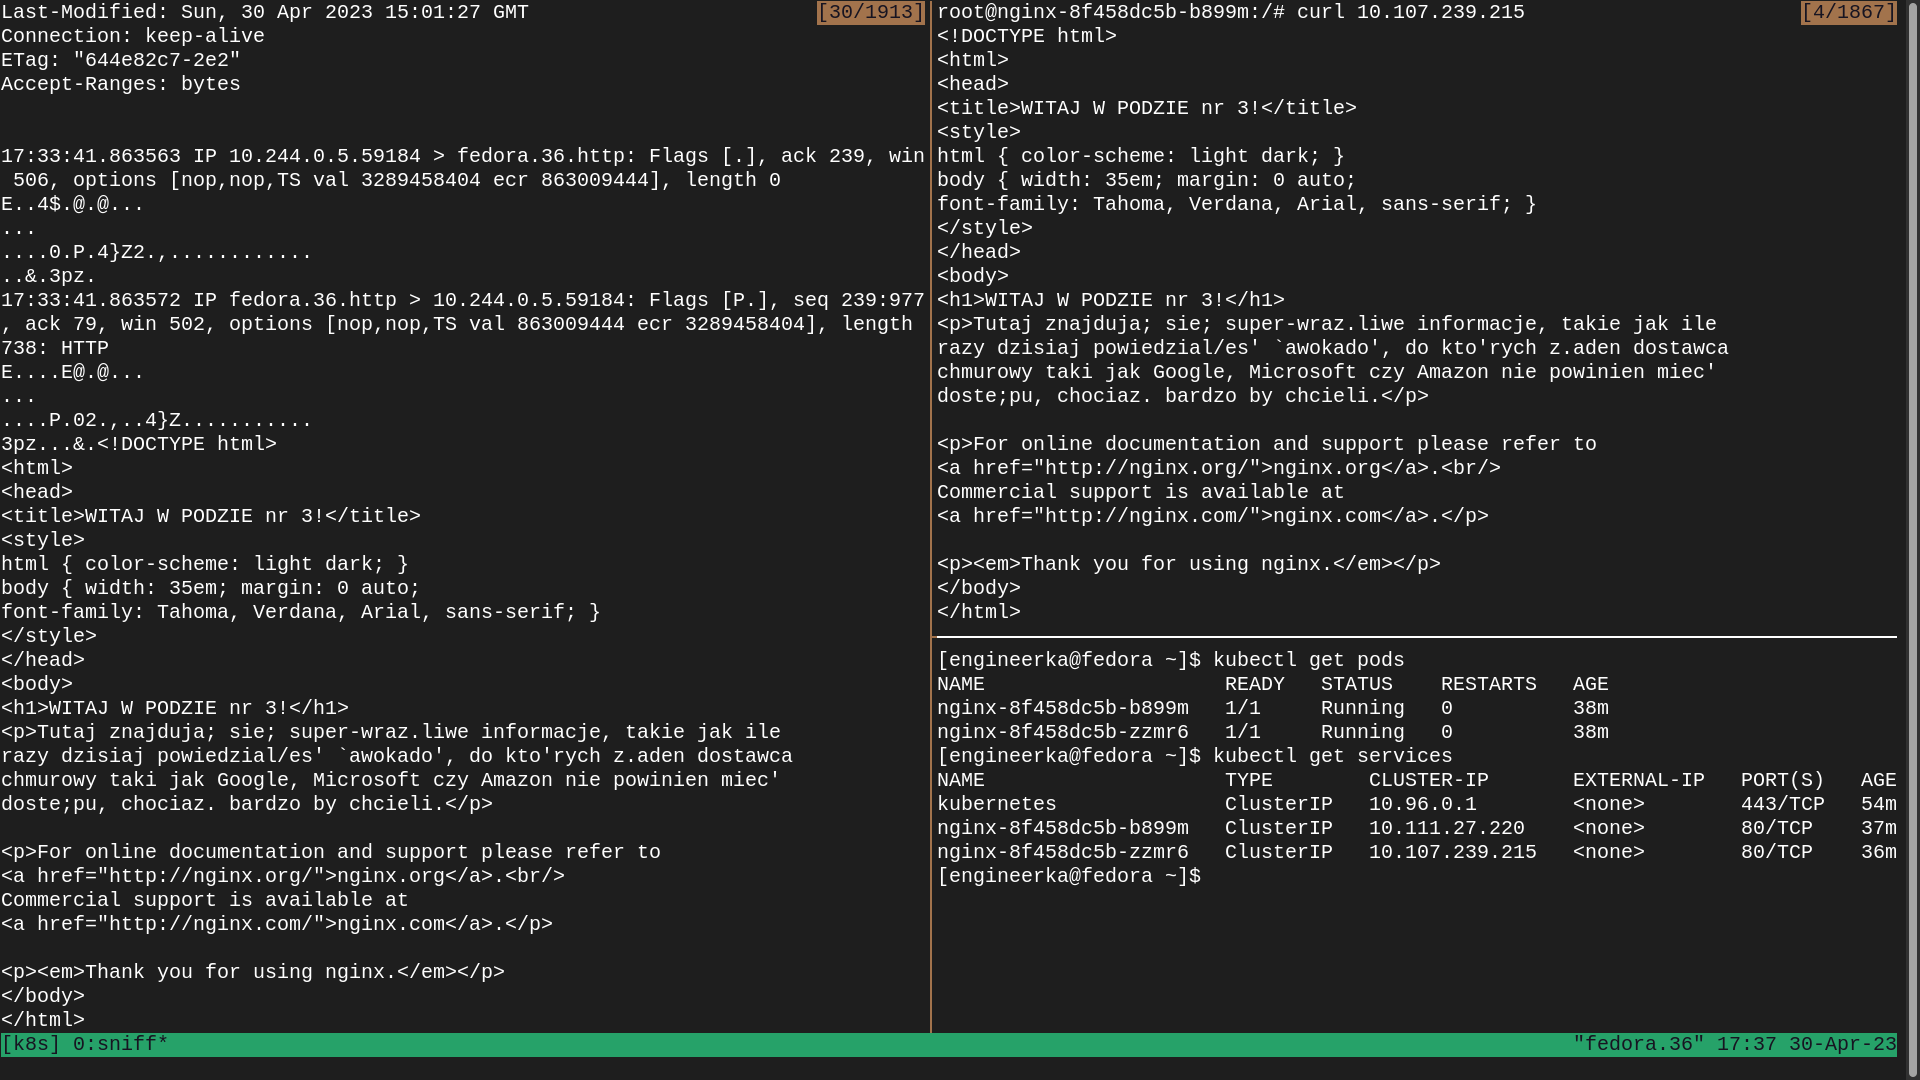 Last-Modified: Sun, 30 Apr 2023 15:01:27 GMT [30/1913]
Connection: keep-alive
ETag: "644e82c7-2e2"
Accept-Ranges: bytes
17:33:41.863563 IP 10.244.0.5.59184 > fedora.36.http: Flags [.], ack 239, win
 506, options [nop,nop,TS val 3289458404 ecr 863009444], length 0
E..4$.@.@...
...
....0.P.4}Z2.,............
..&.3pz.
17:33:41.863572 IP fedora.36.http > 10.244.0.5.59184: Flags [P.], seq 239:977
, ack 79, win 502, options [nop,nop,TS val 863009444 ecr 3289458404], length
738: HTTP
E....E@.@...
...
....P.02.,..4}Z...........
3pz...&.<!DOCTYPE html>
<html>
<head>
<title>WITAJ W PODZIE nr 3!</title>
<style>
html { color-scheme: light dark; }
body { width: 35em; margin: 0 auto;
font-family: Tahoma, Verdana, Arial, sans-serif; }
</style>
</head>
<body>
<h1>WITAJ W PODZIE nr 3!</h1>
<p>Tutaj znajduja; sie; super-wraz.liwe informacje, takie jak ile
razy dzisiaj powiedzial/es' `awokado', do kto'rych z.aden dostawca
chmurowy taki jak Google, Microsoft czy Amazon nie powinien miec'
doste;pu, chociaz. bardzo by chcieli.</p>
<p>For online documentation and support please refer to
<a href="http://nginx.org/">nginx.org</a>.<br/>
Commercial support is available at
<a href="http://nginx.com/">nginx.com</a>.</p>
<p><em>Thank you for using nginx.</em></p>
</body>
</html>
root@nginx-8f458dc5b-b899m:/# curl 10.107.239.215 [4/1867]
<!DOCTYPE html>
<html>
<head>
<title>WITAJ W PODZIE nr 3!</title>
<style>
html { color-scheme: light dark; }
body { width: 35em; margin: 0 auto;
font-family: Tahoma, Verdana, Arial, sans-serif; }
</style>
</head>
<body>
<h1>WITAJ W PODZIE nr 3!</h1>
<p>Tutaj znajduja; sie; super-wraz.liwe informacje, takie jak ile
razy dzisiaj powiedzial/es' `awokado', do kto'rych z.aden dostawca
chmurowy taki jak Google, Microsoft czy Amazon nie powinien miec'
doste;pu, chociaz. bardzo by chcieli.</p>
<p>For online documentation and support please refer to
<a href="http://nginx.org/">nginx.org</a>.<br/>
Commercial support is available at
<a href="http://nginx.com/">nginx.com</a>.</p>
<p><em>Thank you for using nginx.</em></p>
</body>
</html>
[engineerka@fedora ~]$ kubectl get pods
NAME                    READY   STATUS    RESTARTS   AGE
nginx-8f458dc5b-b899m   1/1     Running   0          38m
nginx-8f458dc5b-zzmr6   1/1     Running   0          38m
[engineerka@fedora ~]$ kubectl get services
NAME                    TYPE        CLUSTER-IP       EXTERNAL-IP   PORT(S)   AGE
kubernetes              ClusterIP   10.96.0.1        <none>        443/TCP   54m
nginx-8f458dc5b-b899m   ClusterIP   10.111.27.220    <none>        80/TCP    37m
nginx-8f458dc5b-zzmr6   ClusterIP   10.107.239.215   <none>        80/TCP    36m
[engineerka@fedora ~]$
[k8s] 0:sniff* "fedora.36" 17:37 30-Apr-23